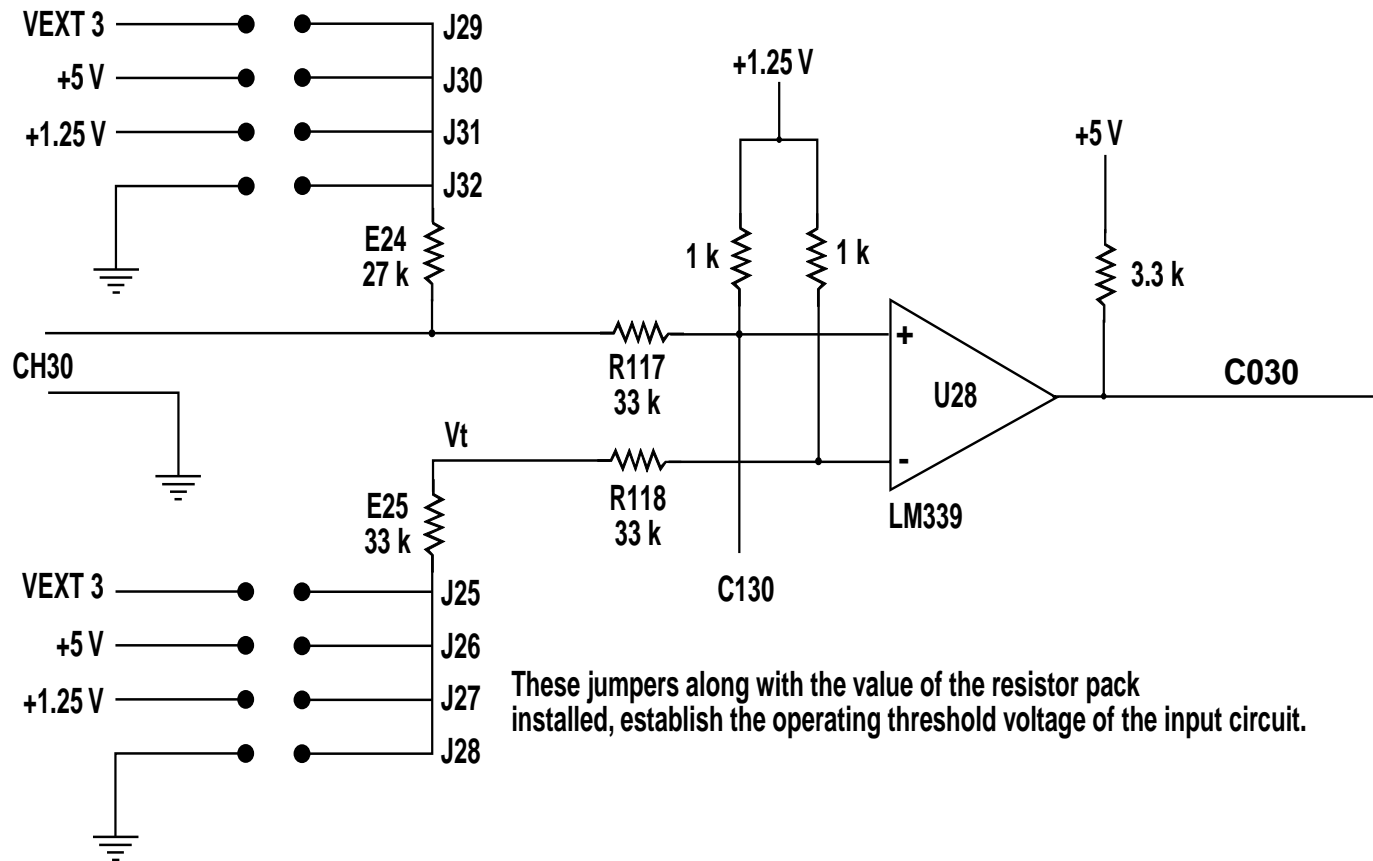 VEXT 3
J29
+5 V
J30
+1.25 V
J31
J32
E24
27 k
+1.25 V
1 k
1 k
+5 V
3.3 k
CH30
R117
33 k
+
U28
C030
Vt
R118
33 k
-
LM339
E25
33 k
C130
VEXT 3
J25
+5 V
J26
+1.25 V
J27
J28
These jumpers along with the value of the resistor pack
installed, establish the operating threshold voltage of the input circuit.